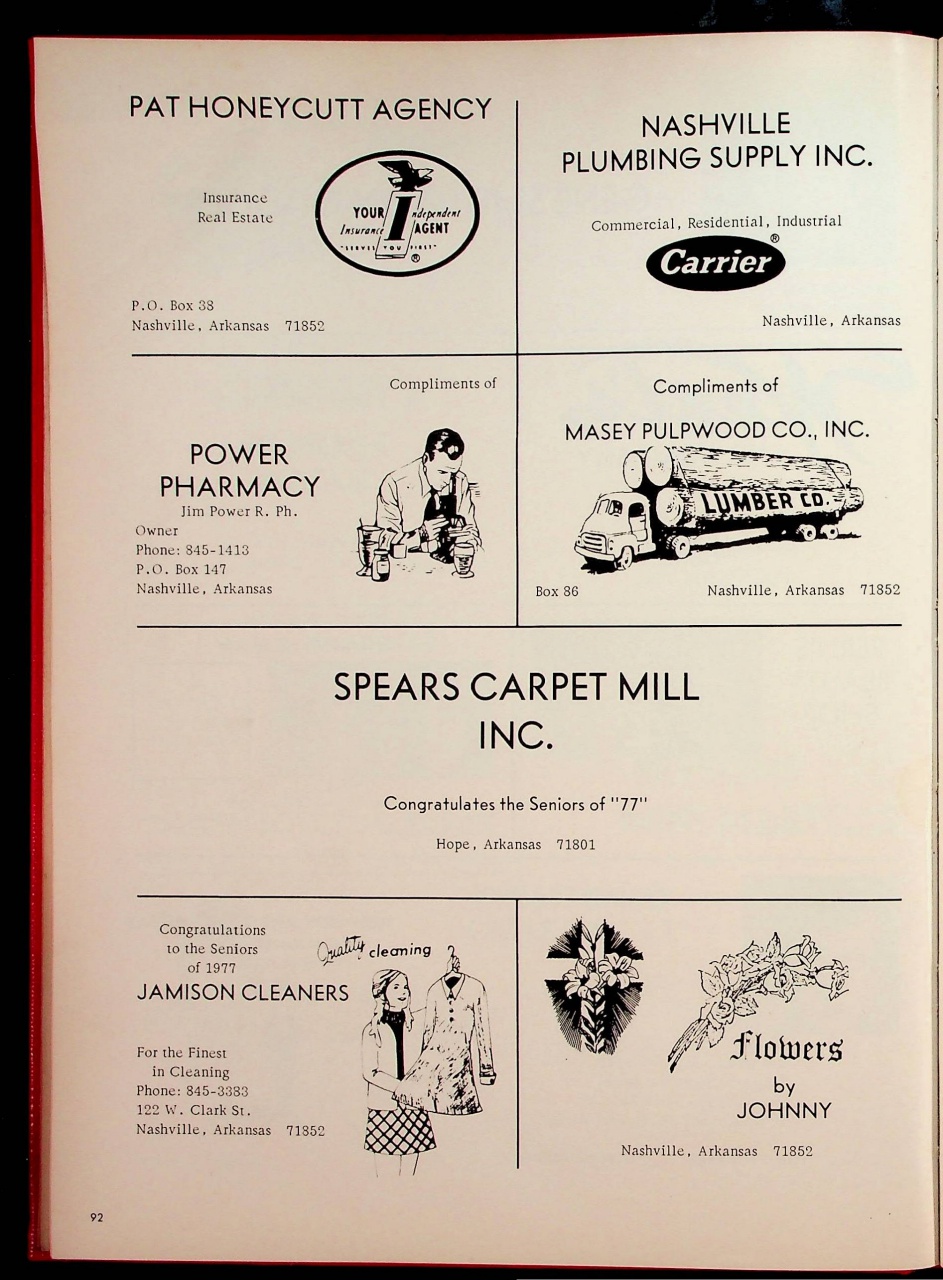 PAT HONEYCUTT AGENCY
Insurance
Real Estate
YOUR Independent
Insurance AGENT
"SERVES YOU FIRST"
®
P.O. Box 38
Nashville, Arkansas 71852
NASHVILLE
PLUMBING SUPPLY INC.
Commercial, Residential, Industrial
Carrier®
Nashville, Arkansas
Compliments of
POWER
PHARMACY
Jim Power R. Ph.
Owner
Phone: 845-1413
P.O. Box 147
Nashville, Arkansas
Compliments of
MASEY PULPWOOD CO., INC.
LUMBER CO.
Box 86 Nashville, Arkansas 71852
SPEARS CARPET MILL
INC.
Congratulates the Seniors of "77"
Hope, Arkansas 71801
Congratulations
to the Seniors
of 1977
JAMISON CLEANERS
Quality cleaning
For the Finest
in Cleaning
Phone: 845-3383
122 W. Clark St.
Nashville, Arkansas 71852
Flowers
by
JOHNNY
Nashville, Arkansas 71852
92